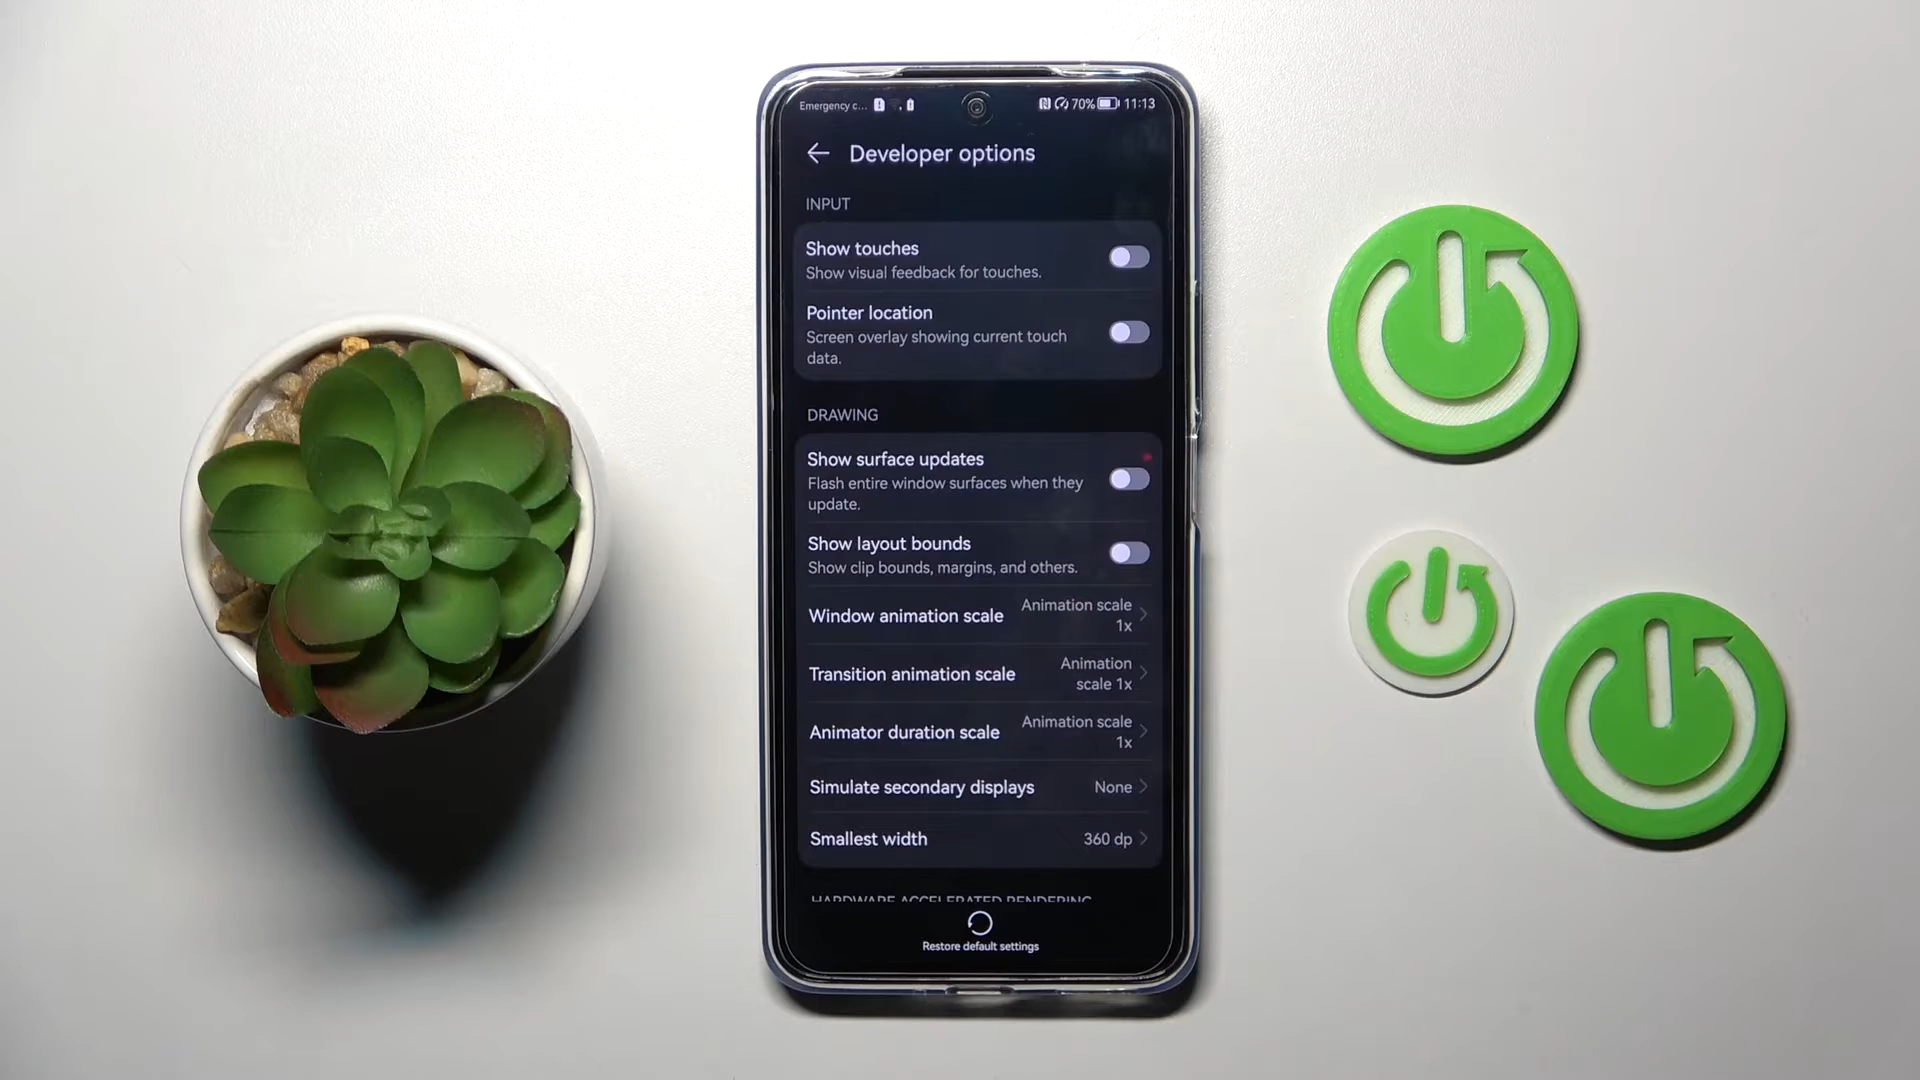 Emergency c... 70% 11:13
Developer options
INPUT
Show touches
Show visual feedback for touches.
Pointer location
Screen overlay showing current touch
data.
DRAWING
Show surface updates
Flash entire window surfaces when they
update.
Show layout bounds
Show clip bounds, margins, and others.
Window animation scale
Animation scale
1x
Transition animation scale
Animation
scale 1x
Animator duration scale
Animation scale
1x
Simulate secondary displays None
Smallest width 360 dp
HARDWARE ACCELERATED RENDERING
Restore default settings